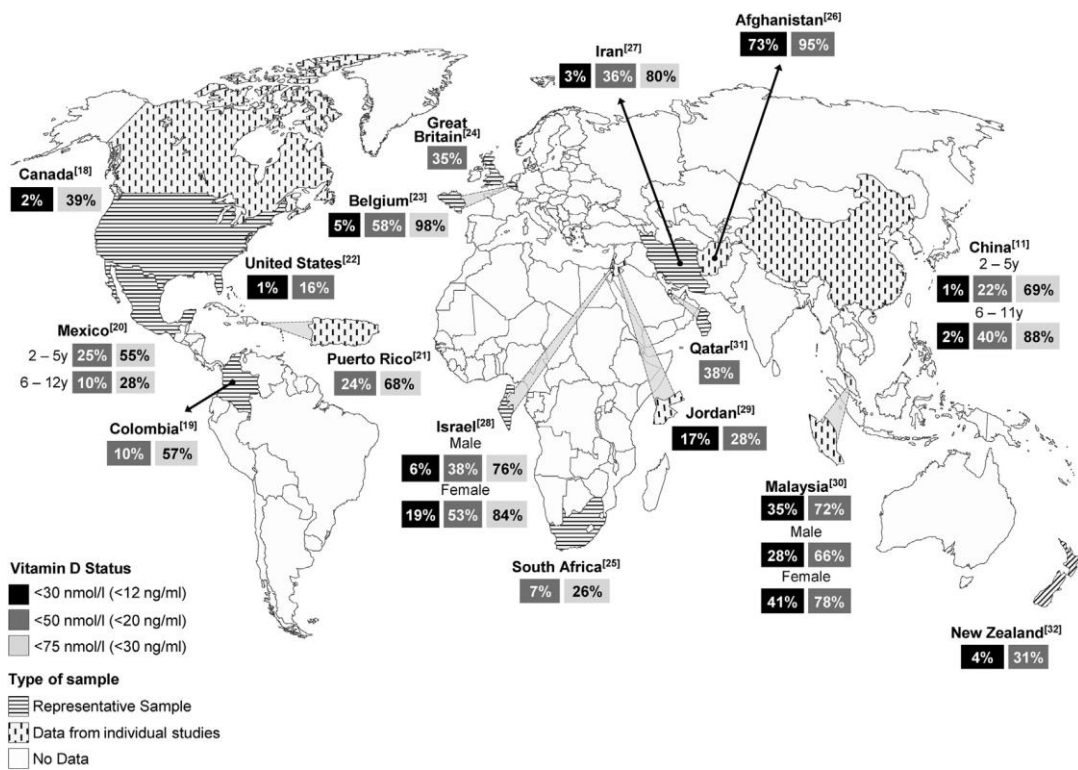 Afghanistan[26]
73% 95%
Iran[27]
3% 36% 80%
Great
Britain[24]
35%
Canada[18]
2% 39%
Belgium[23]
5% 58% 98%
United States[22]
1% 16%
China[11]
2 – 5y
1% 22% 69%
6 – 11y
2% 40% 88%
Mexico[20]
2 – 5y 25% 55%
6 – 12y 10% 28%
Puerto Rico[21]
24% 68%
Qatar[31]
38%
Colombia[19]
10% 57%
Israel[28]
Male
6% 38% 76%
Female
19% 53% 84%
Jordan[29]
17% 28%
Malaysia[30]
35% 72%
Male
28% 66%
Female
41% 78%
South Africa[25]
7% 26%
New Zealand[32]
4% 31%
Vitamin D Status
<30 nmol/l (<12 ng/ml)
<50 nmol/l (<20 ng/ml)
<75 nmol/l (<30 ng/ml)
Type of sample
Representative Sample
Data from individual studies
No Data